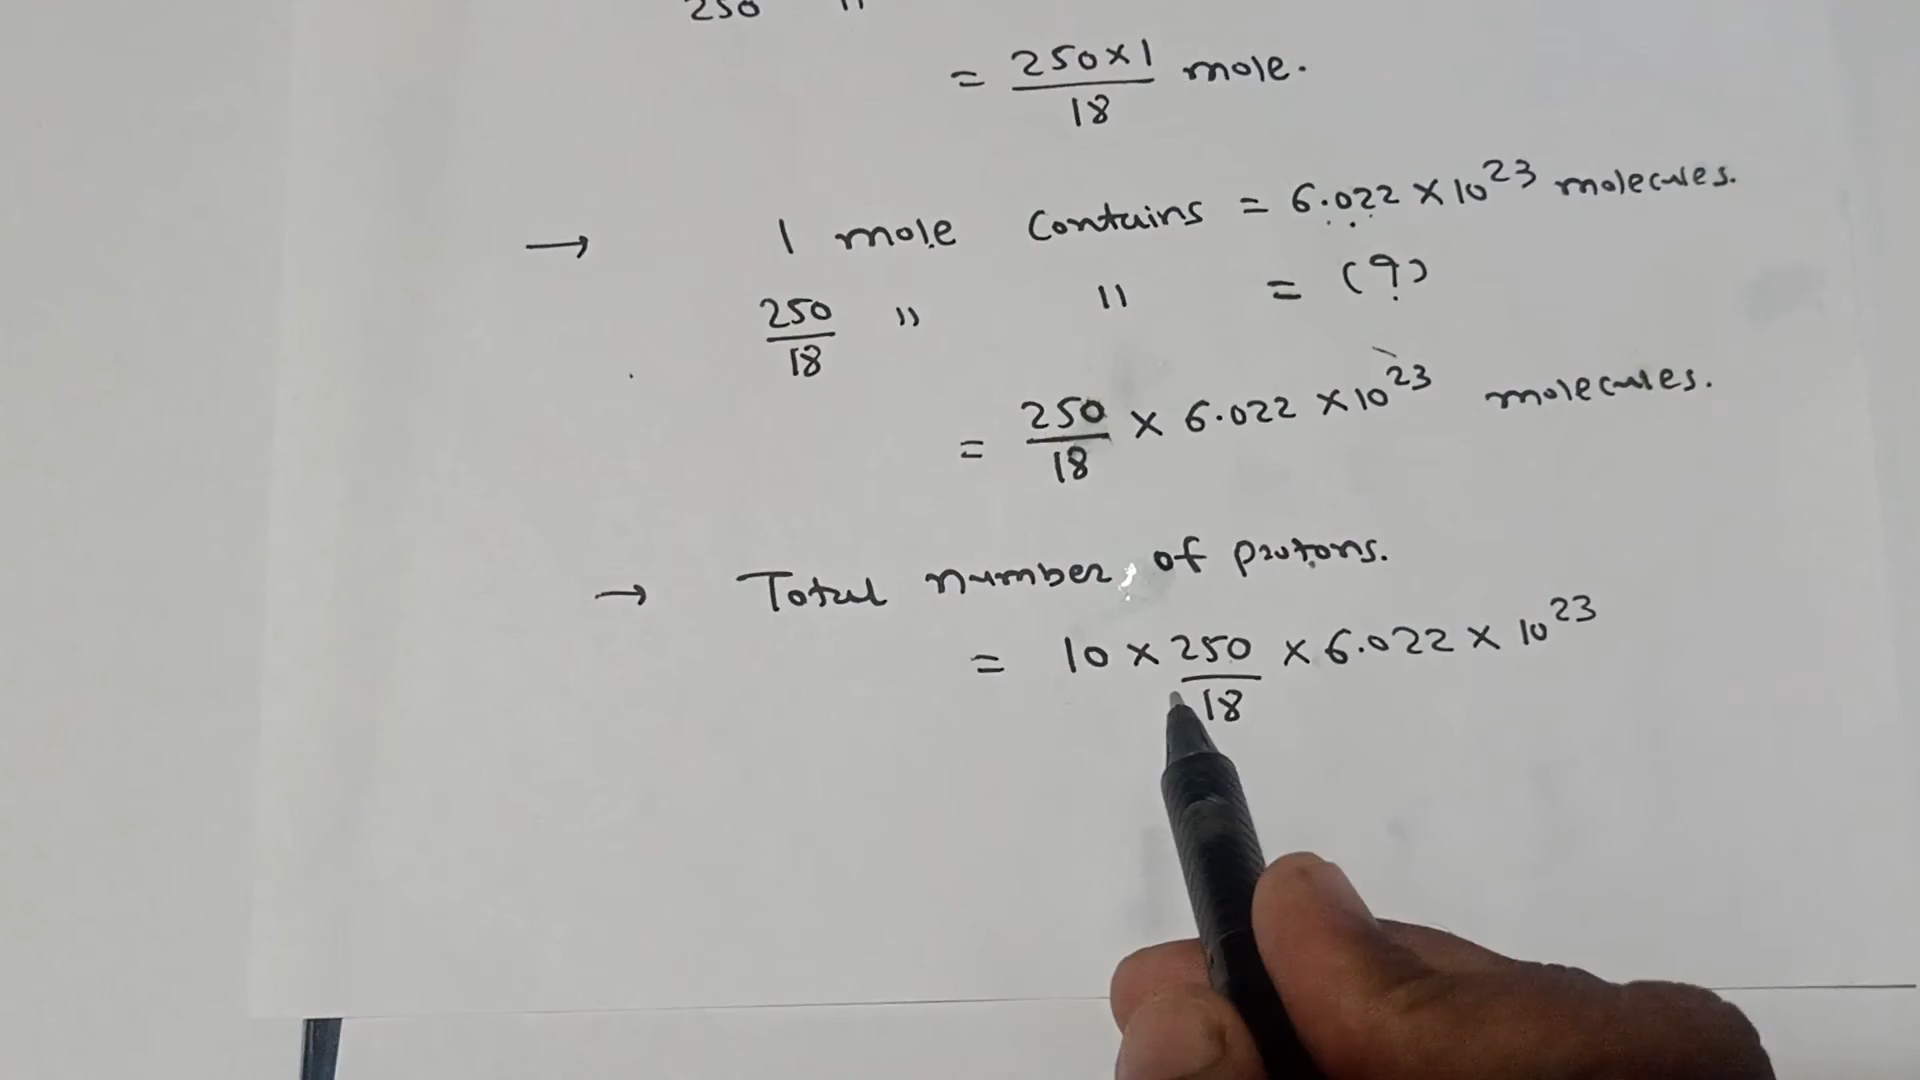 250 "
= 250 × 1 / 18 mole.
→ 1 mole contains = 6.022 × 10^23 molecules.
250/18 " " = (?)
= 250/18 × 6.022 × 10^23 molecules.
→ Total number of protons.
= 10 × 250/18 × 6.022 × 10^23